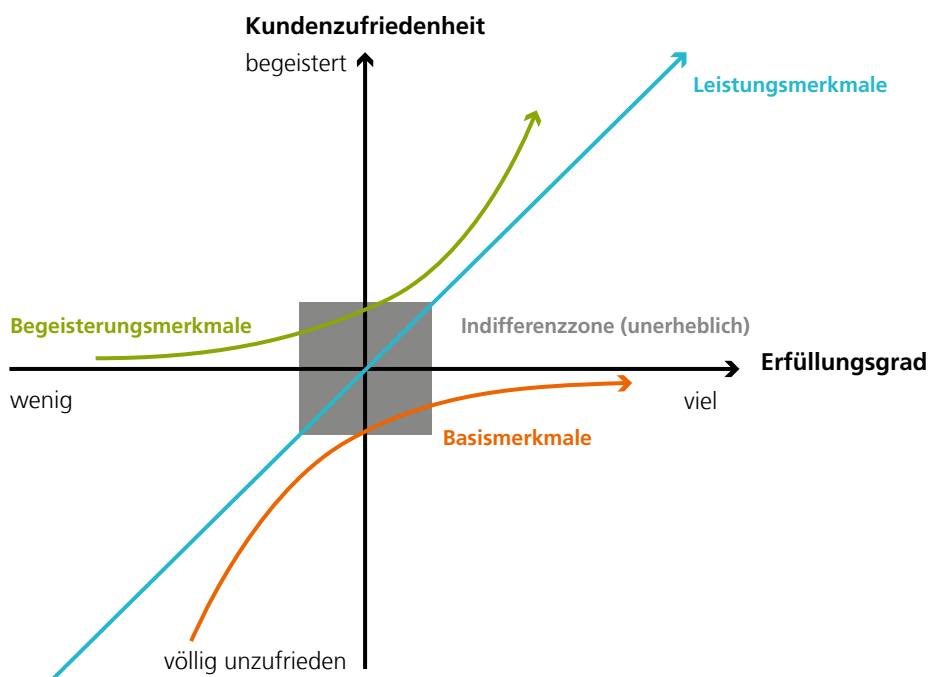 Kundenzufriedenheit
begeistert
Leistungsmerkmale
Begeisterungsmerkmale
Indifferenzzone (unerheblich)
Erfüllungsgrad
wenig
viel
Basismerkmale
völlig unzufrieden